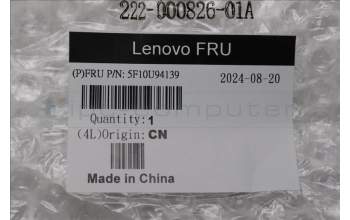 222-000826-01A
Lenovo FRU
(P)FRU P/N: 5F10U94139
2024-08-20
Quantity:1
(4L)Origin:CN
Made in China